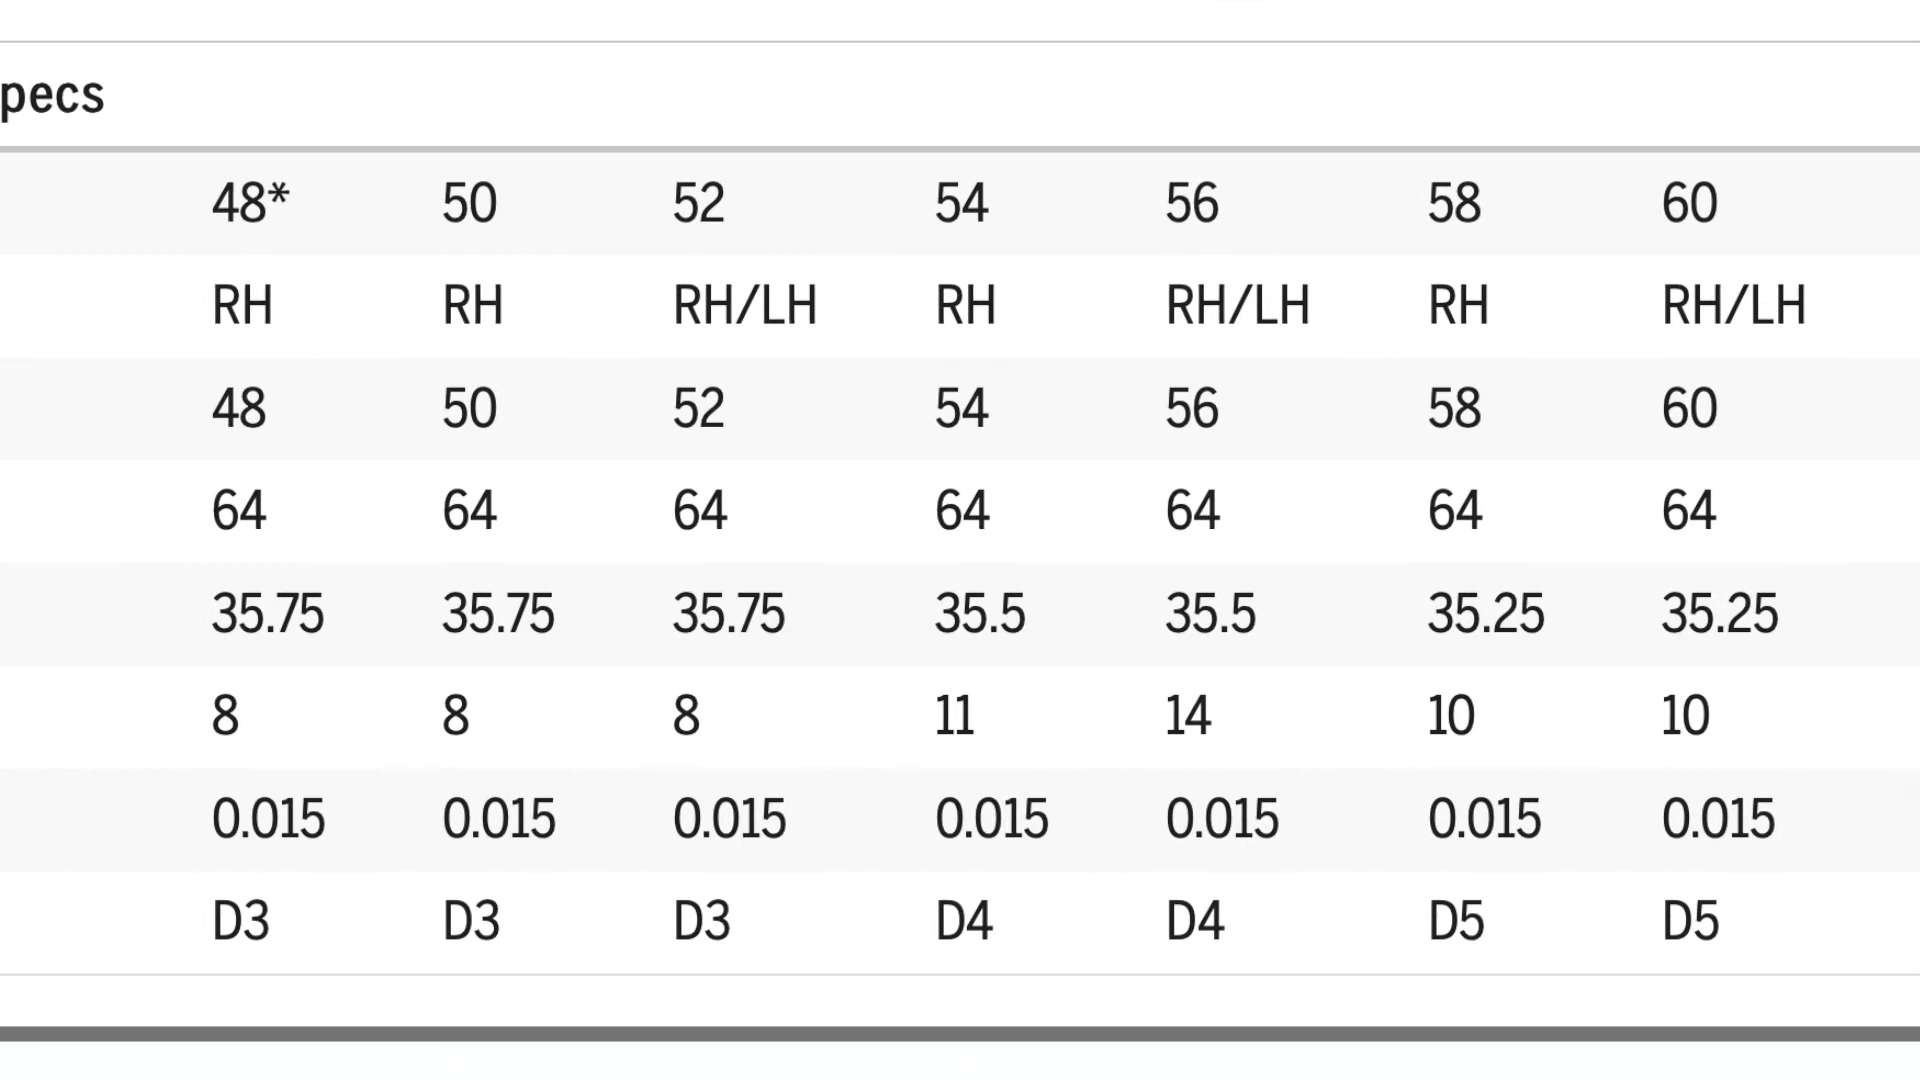 pecs
48* 50 52 54 56 58 60
RH RH RH/LH RH RH/LH RH RH/LH
48 50 52 54 56 58 60
64 64 64 64 64 64 64
35.75 35.75 35.75 35.5 35.5 35.25 35.25
8 8 8 11 14 10 10
0.015 0.015 0.015 0.015 0.015 0.015 0.015
D3 D3 D3 D4 D4 D5 D5